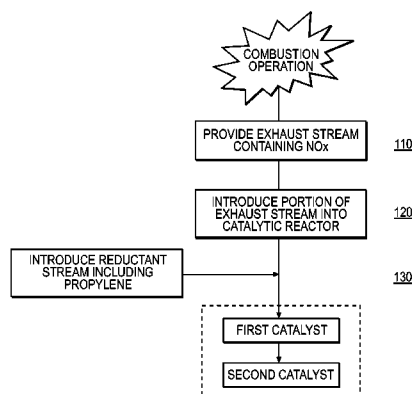 COMBUSTION
OPERATION
PROVIDE EXHAUST STREAM
CONTAINING NOx
110
INTRODUCE PORTION OF
EXHAUST STREAM INTO
CATALYTIC REACTOR
120
INTRODUCE REDUCTANT
STREAM INCLUDING
PROPYLENE
130
FIRST CATALYST
SECOND CATALYST